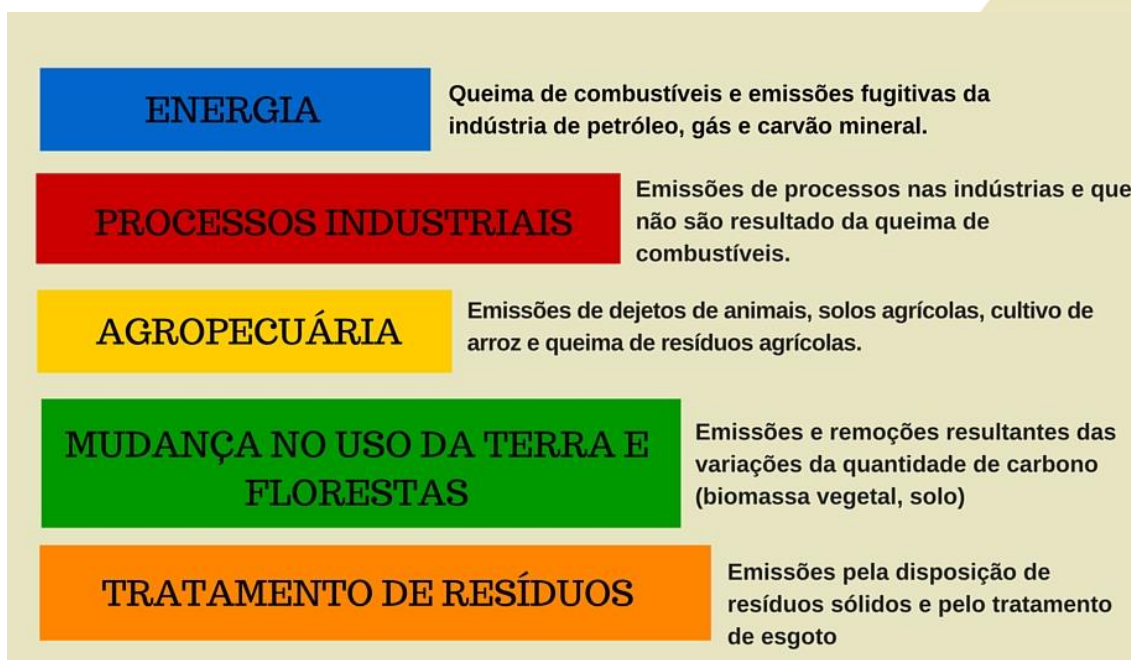 ENERGIA
Queima de combustíveis e emissões fugitivas da
indústria de petróleo, gás e carvão mineral.
PROCESSOS INDUSTRIAIS
Emissões de processos nas indústrias e que
não são resultado da queima de
combustíveis.
AGROPECUÁRIA
Emissões de dejetos de animais, solos agrícolas, cultivo de
arroz e queima de resíduos agrícolas.
MUDANÇA NO USO DA TERRA E
FLORESTAS
Emissões e remoções resultantes das
variações da quantidade de carbono
(biomassa vegetal, solo)
TRATAMENTO DE RESÍDUOS
Emissões pela disposição de
resíduos sólidos e pelo tratamento
de esgoto